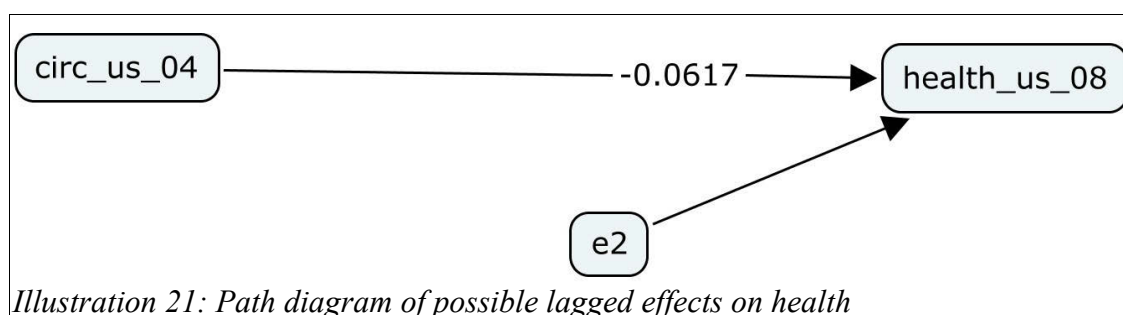 circ_us_04
-0.0617
health_us_08
e2
Illustration 21: Path diagram of possible lagged effects on health